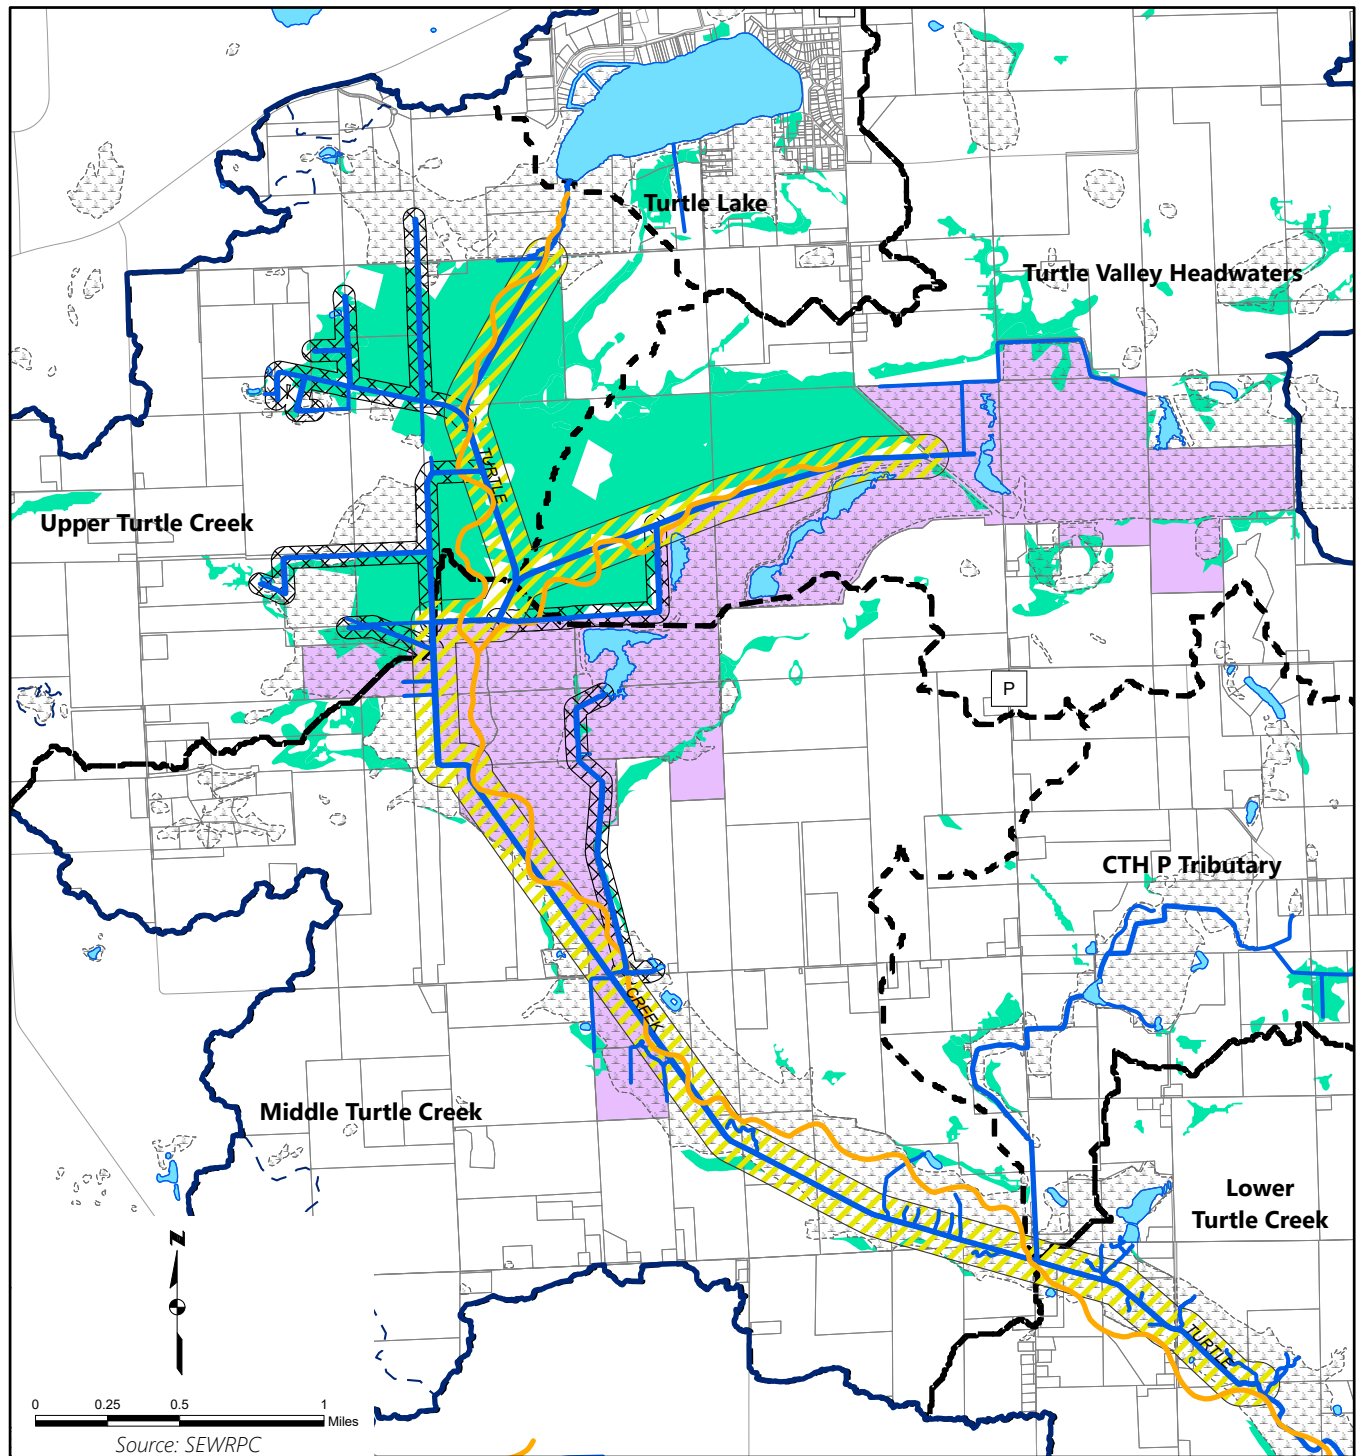 Turtle Lake
Turtle Valley Headwaters
TURTLE
Upper Turtle Creek
P
CTH P Tributary
CREEK
Middle Turtle Creek
Lower
Turtle Creek
N
TURTLE
0 0.25 0.5 1
Miles
Source: SEWRPC